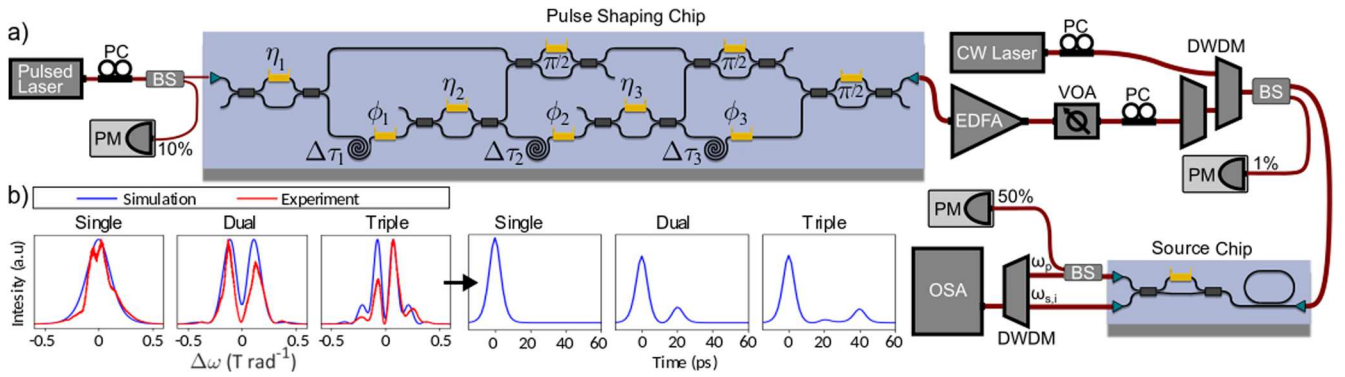 Pulse Shaping Chip
a)
Pulsed Laser
PC
BS
PM
10%
η1
Δτ1
ϕ1
η2
Δτ2
ϕ2
η3
Δτ3
ϕ3
π/2
π/2
π/2
CW Laser
PC
DWDM
EDFA
VOA
PC
BS
PM
1%
b)
Simulation
Experiment
Single
Dual
Triple
Single
Dual
Triple
Intesity (a.u)
-0.5 0 0.5
-0.5 0 0.5
-0.5 0 0.5
0 20 40 60
0 20 40 60
0 20 40 60
Δω (T rad⁻¹)
Time (ps)
PM
50%
Source Chip
OSA
ωp
BS
ωs,i
DWDM